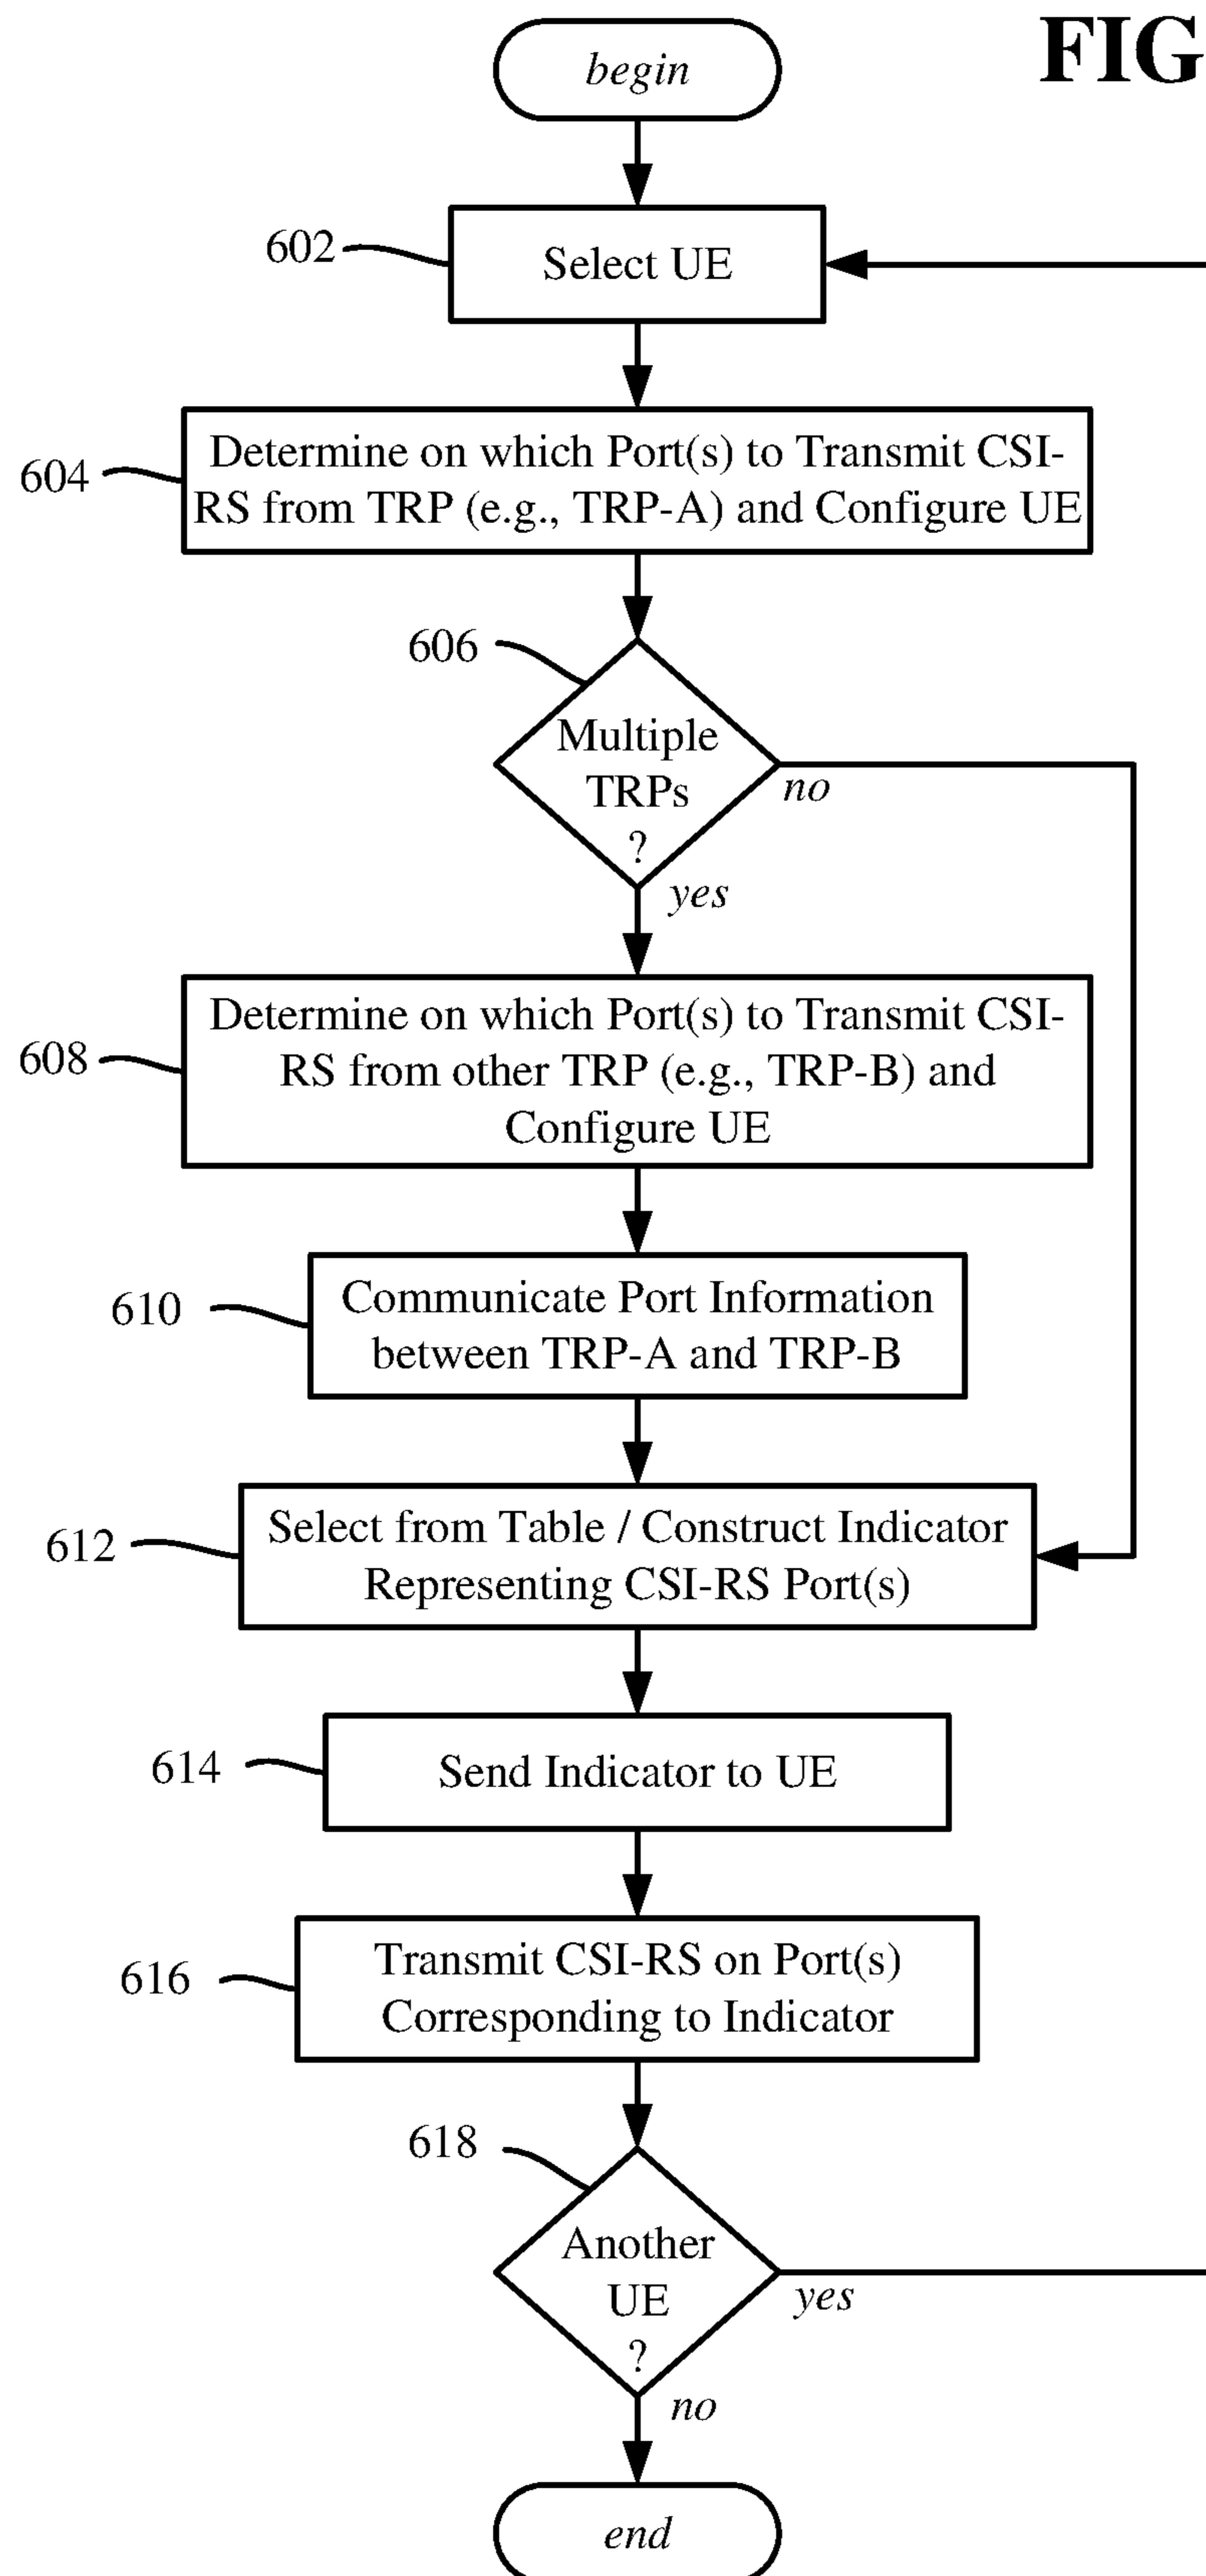 FIG
begin
602
Select UE
604
Determine on which Port(s) to Transmit CSI-
RS from TRP (e.g., TRP-A) and Configure UE
606
Multiple
TRPs
?
no
yes
608
Determine on which Port(s) to Transmit CSI-
RS from other TRP (e.g., TRP-B) and
Configure UE
610
Communicate Port Information
between TRP-A and TRP-B
612
Select from Table / Construct Indicator
Representing CSI-RS Port(s)
614
Send Indicator to UE
616
Transmit CSI-RS on Port(s)
Corresponding to Indicator
618
Another
UE
?
yes
no
end